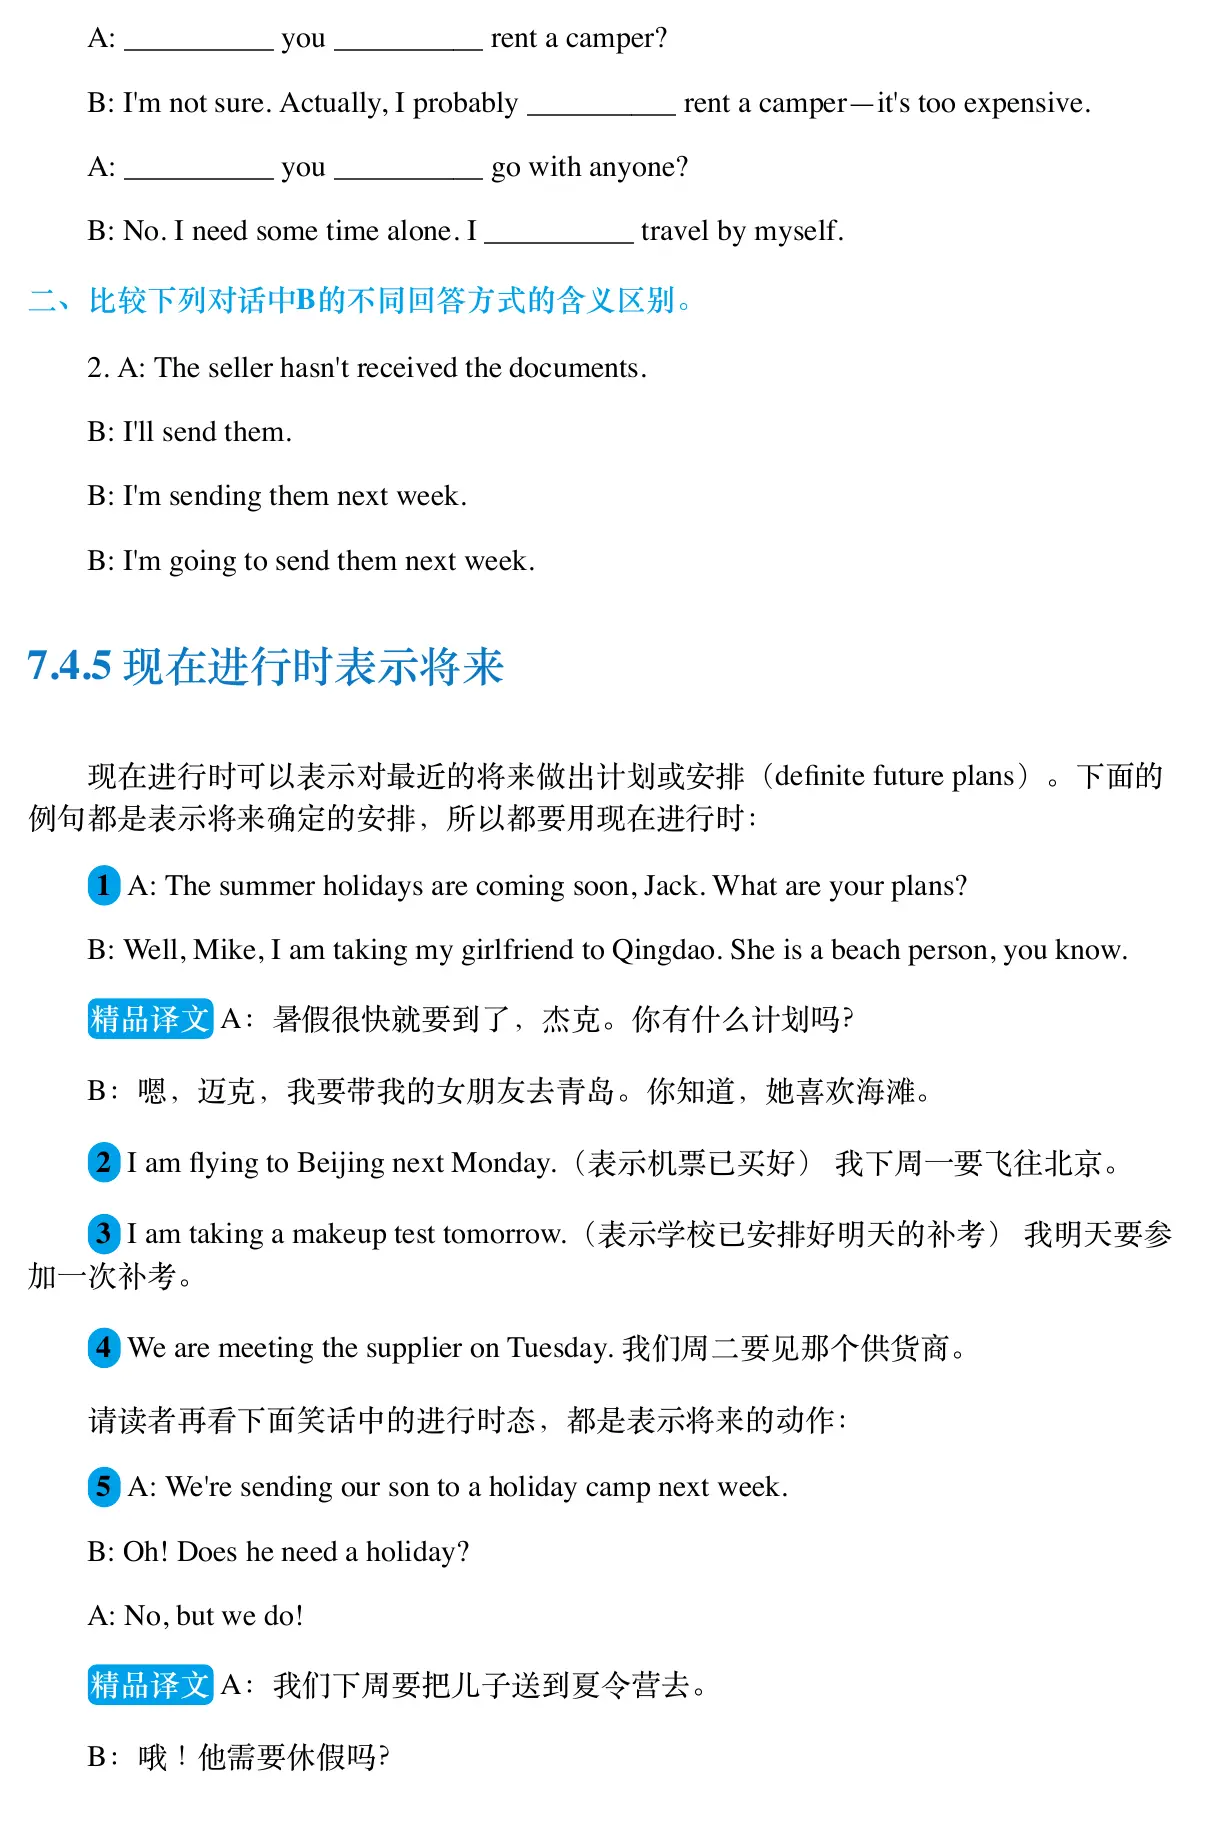 A: __________ you __________ rent a camper?
B: I'm not sure. Actually, I probably __________ rent a camper—it's too expensive.
A: __________ you __________ go with anyone?
B: No. I need some time alone. I __________ travel by myself.
二、比较下列对话中B的不同回答方式的含义区别。
2. A: The seller hasn't received the documents.
B: I'll send them.
B: I'm sending them next week.
B: I'm going to send them next week.
7.4.5 现在进行时表示将来
现在进行时可以表示对最近的将来做出计划或安排（definite future plans）。下面的
例句都是表示将来确定的安排，所以都要用现在进行时：
1 A: The summer holidays are coming soon, Jack. What are your plans?
B: Well, Mike, I am taking my girlfriend to Qingdao. She is a beach person, you know.
精品译文 A：暑假很快就要到了，杰克。你有什么计划吗？
B：嗯，迈克，我要带我的女朋友去青岛。你知道，她喜欢海滩。
2 I am flying to Beijing next Monday.（表示机票已买好） 我下周一要飞往北京。
3 I am taking a makeup test tomorrow.（表示学校已安排好明天的补考） 我明天要参
加一次补考。
4 We are meeting the supplier on Tuesday. 我们周二要见那个供货商。
请读者再看下面笑话中的进行时态，都是表示将来的动作：
5 A: We're sending our son to a holiday camp next week.
B: Oh! Does he need a holiday?
A: No, but we do!
精品译文 A：我们下周要把儿子送到夏令营去。
B：哦！他需要休假吗？